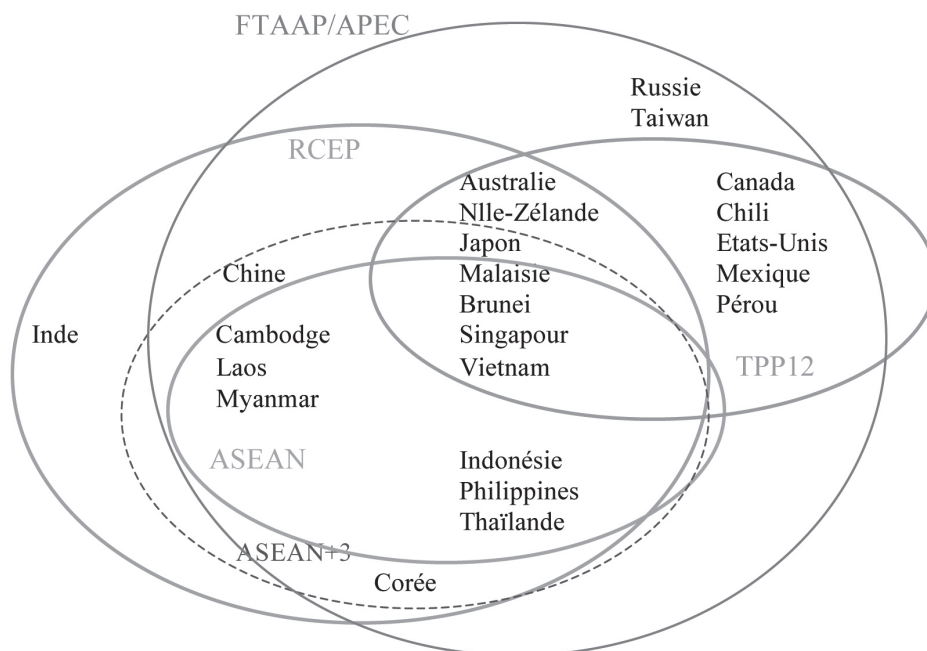 FTAAP/APEC
Russie
Taiwan
RCEP
Australie
Canada
Nlle-Zélande
Chili
Japon
Etats-Unis
Chine
Malaisie
Mexique
Brunei
Pérou
Inde
Cambodge
Singapour
Laos
Vietnam
TPP12
Myanmar
ASEAN
Indonésie
Philippines
Thaïlande
ASEAN+3
Corée